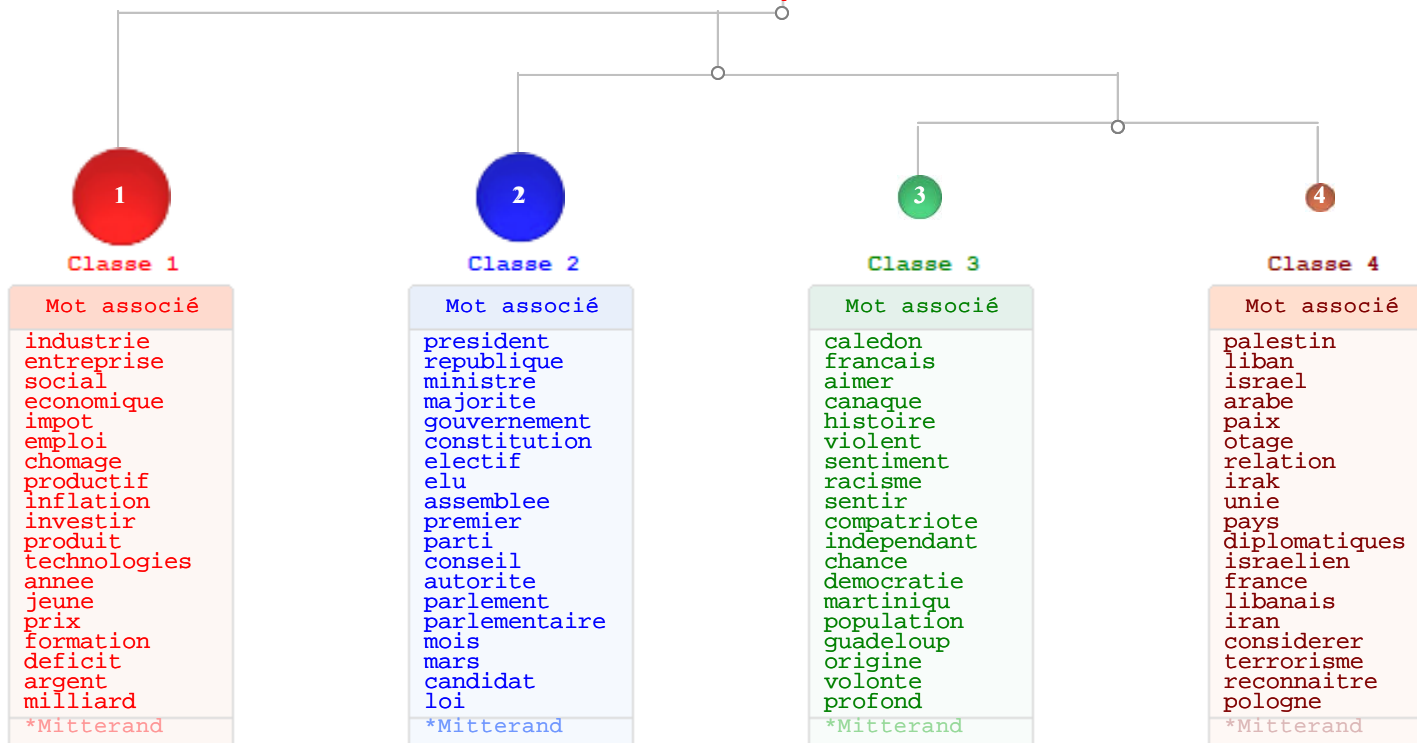 1
2
3
4
Classe 1
Classe 2
Classe 3
Classe 4
Mot associé
industrie
entreprise
social
economique
impot
emploi
chomage
productif
inflation
investir
produit
technologies
annee
jeune
prix
formation
deficit
argent
milliard
*Mitterand
Mot associé
president
republique
ministre
majorite
gouvernement
constitution
electif
elu
assemblee
premier
parti
conseil
autorite
parlement
parlementaire
mois
mars
candidat
loi
*Mitterand
Mot associé
caledon
francais
aimer
canaque
histoire
violent
sentiment
racisme
sentir
compatriote
independant
chance
democratie
martiniqu
population
guadeloup
origine
volonte
profond
*Mitterand
Mot associé
palestin
liban
israel
arabe
paix
otage
relation
irak
unie
pays
diplomatiques
israelien
france
libanais
iran
considerer
terrorisme
reconnaitre
pologne
*Mitterand